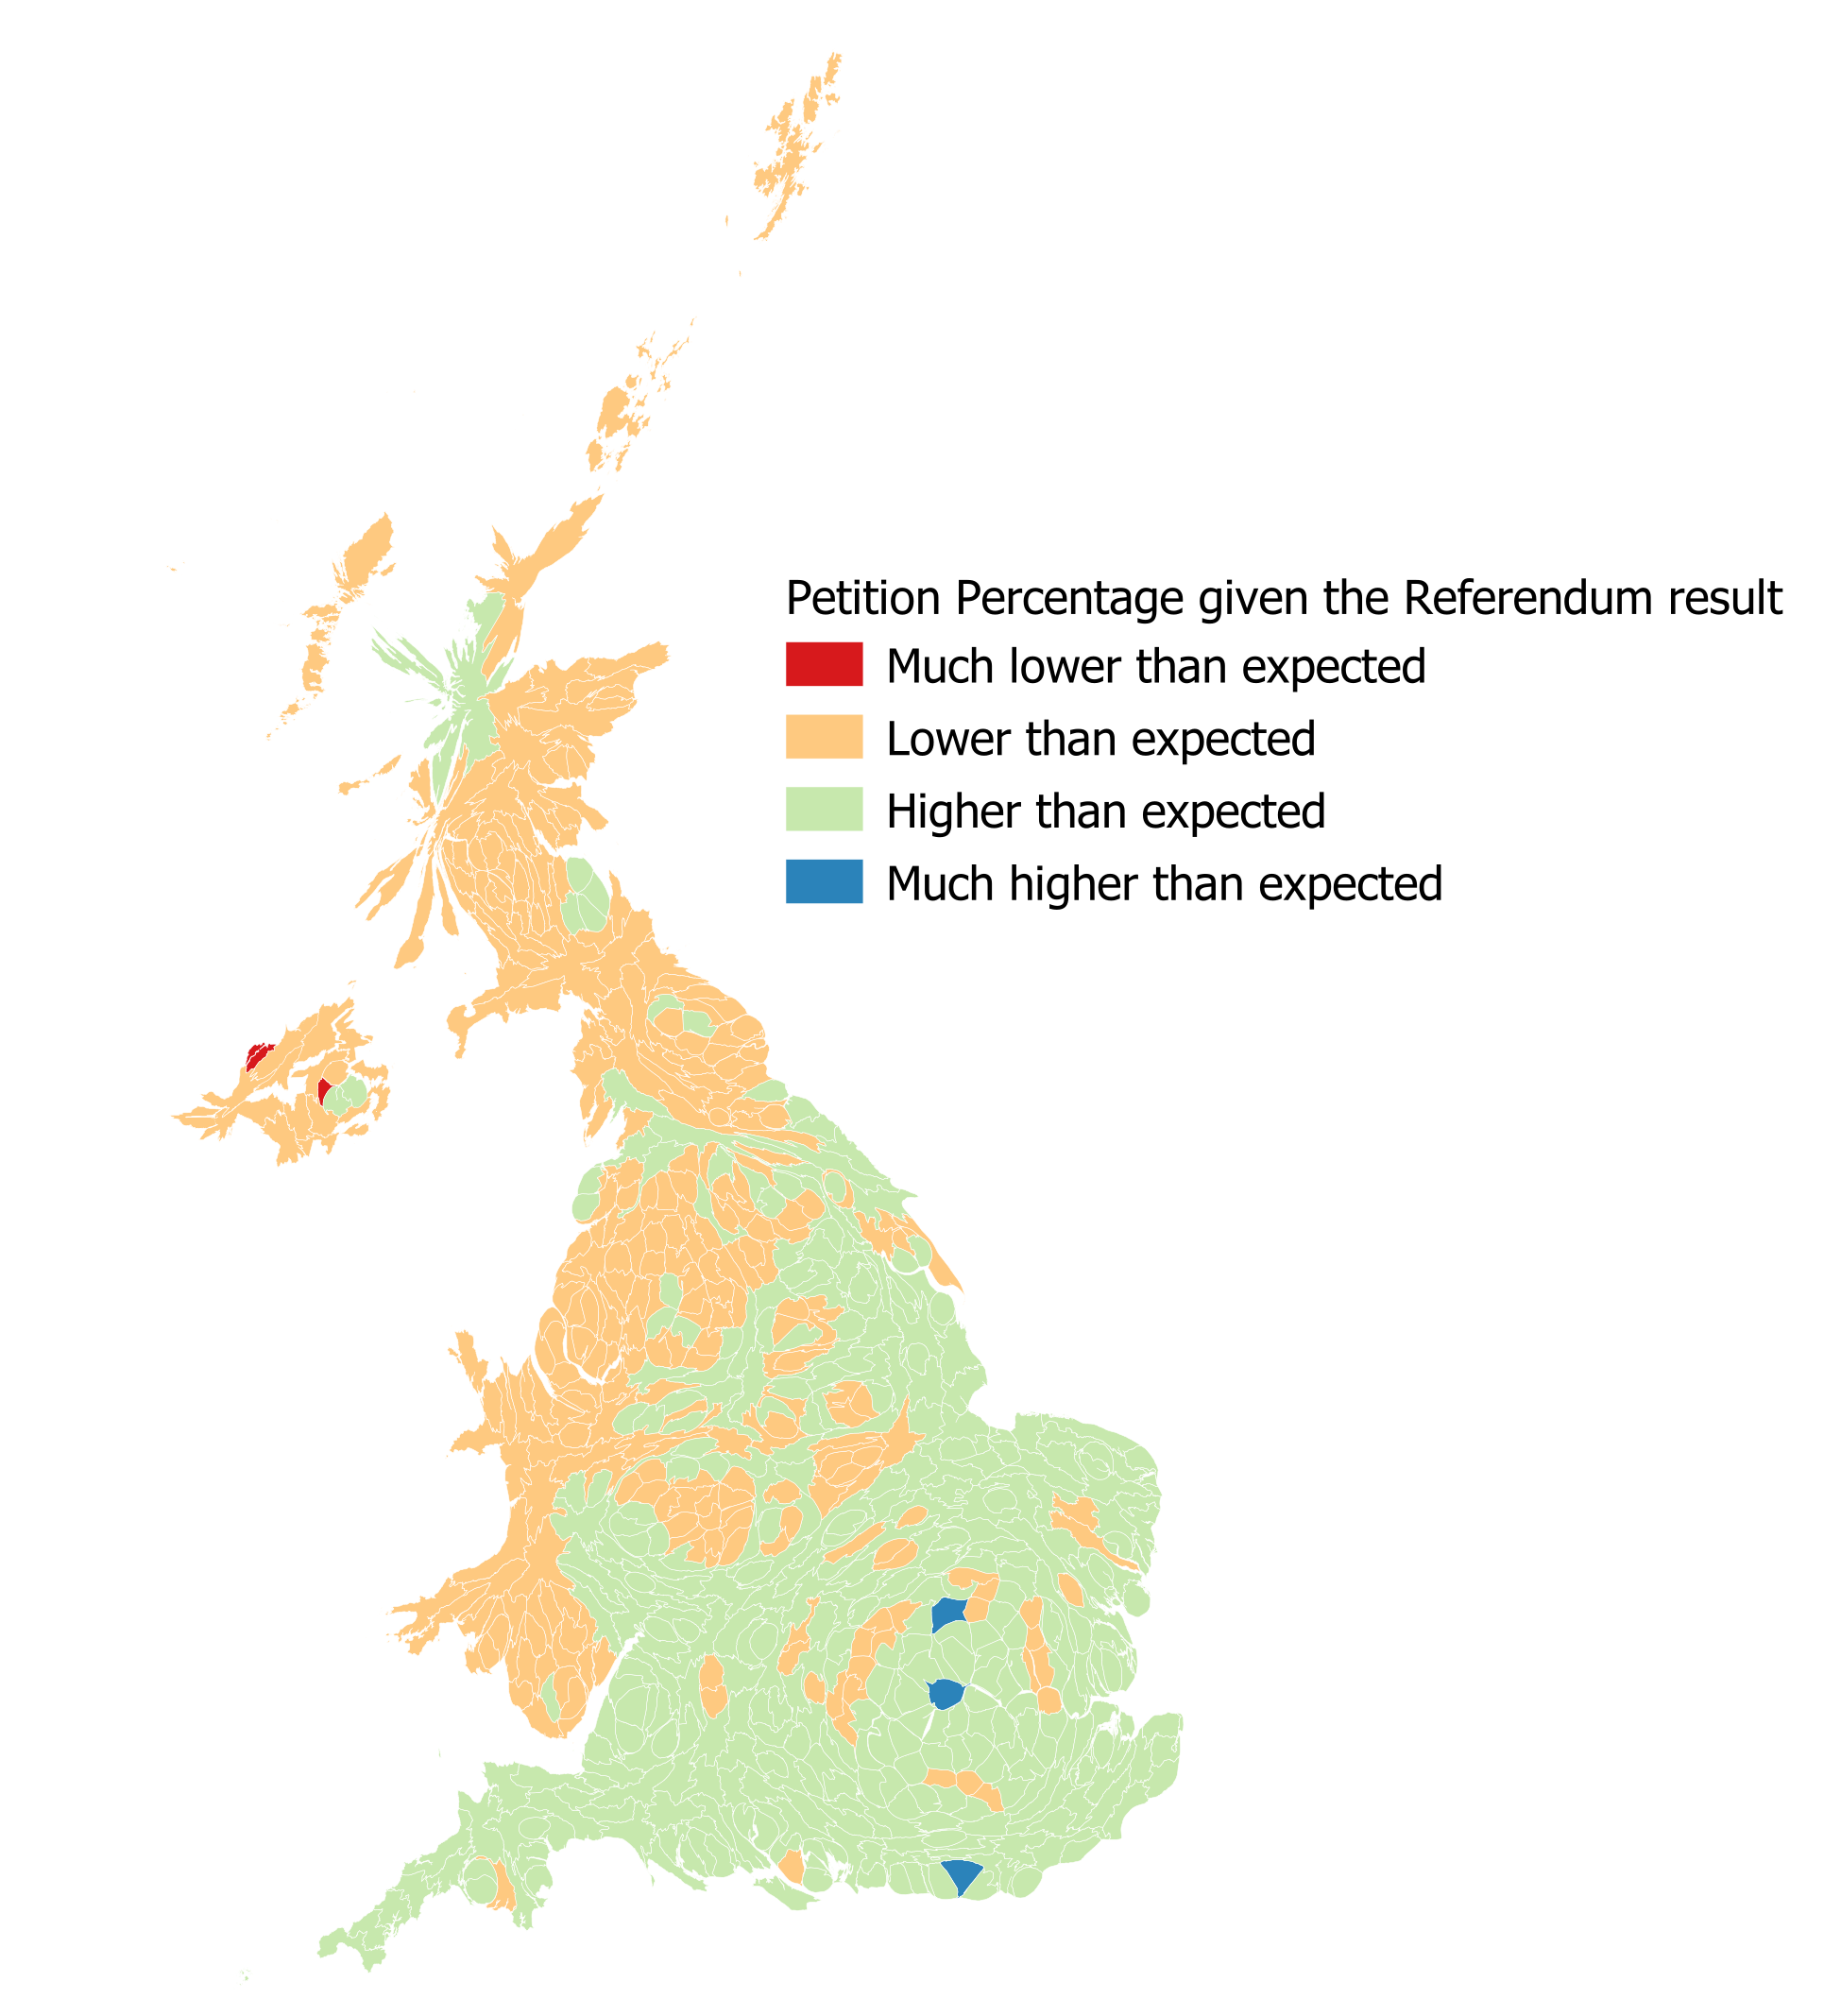 Petition Percentage given the Referendum result
Much lower than expected
Lower than expected
Higher than expected
Much higher than expected